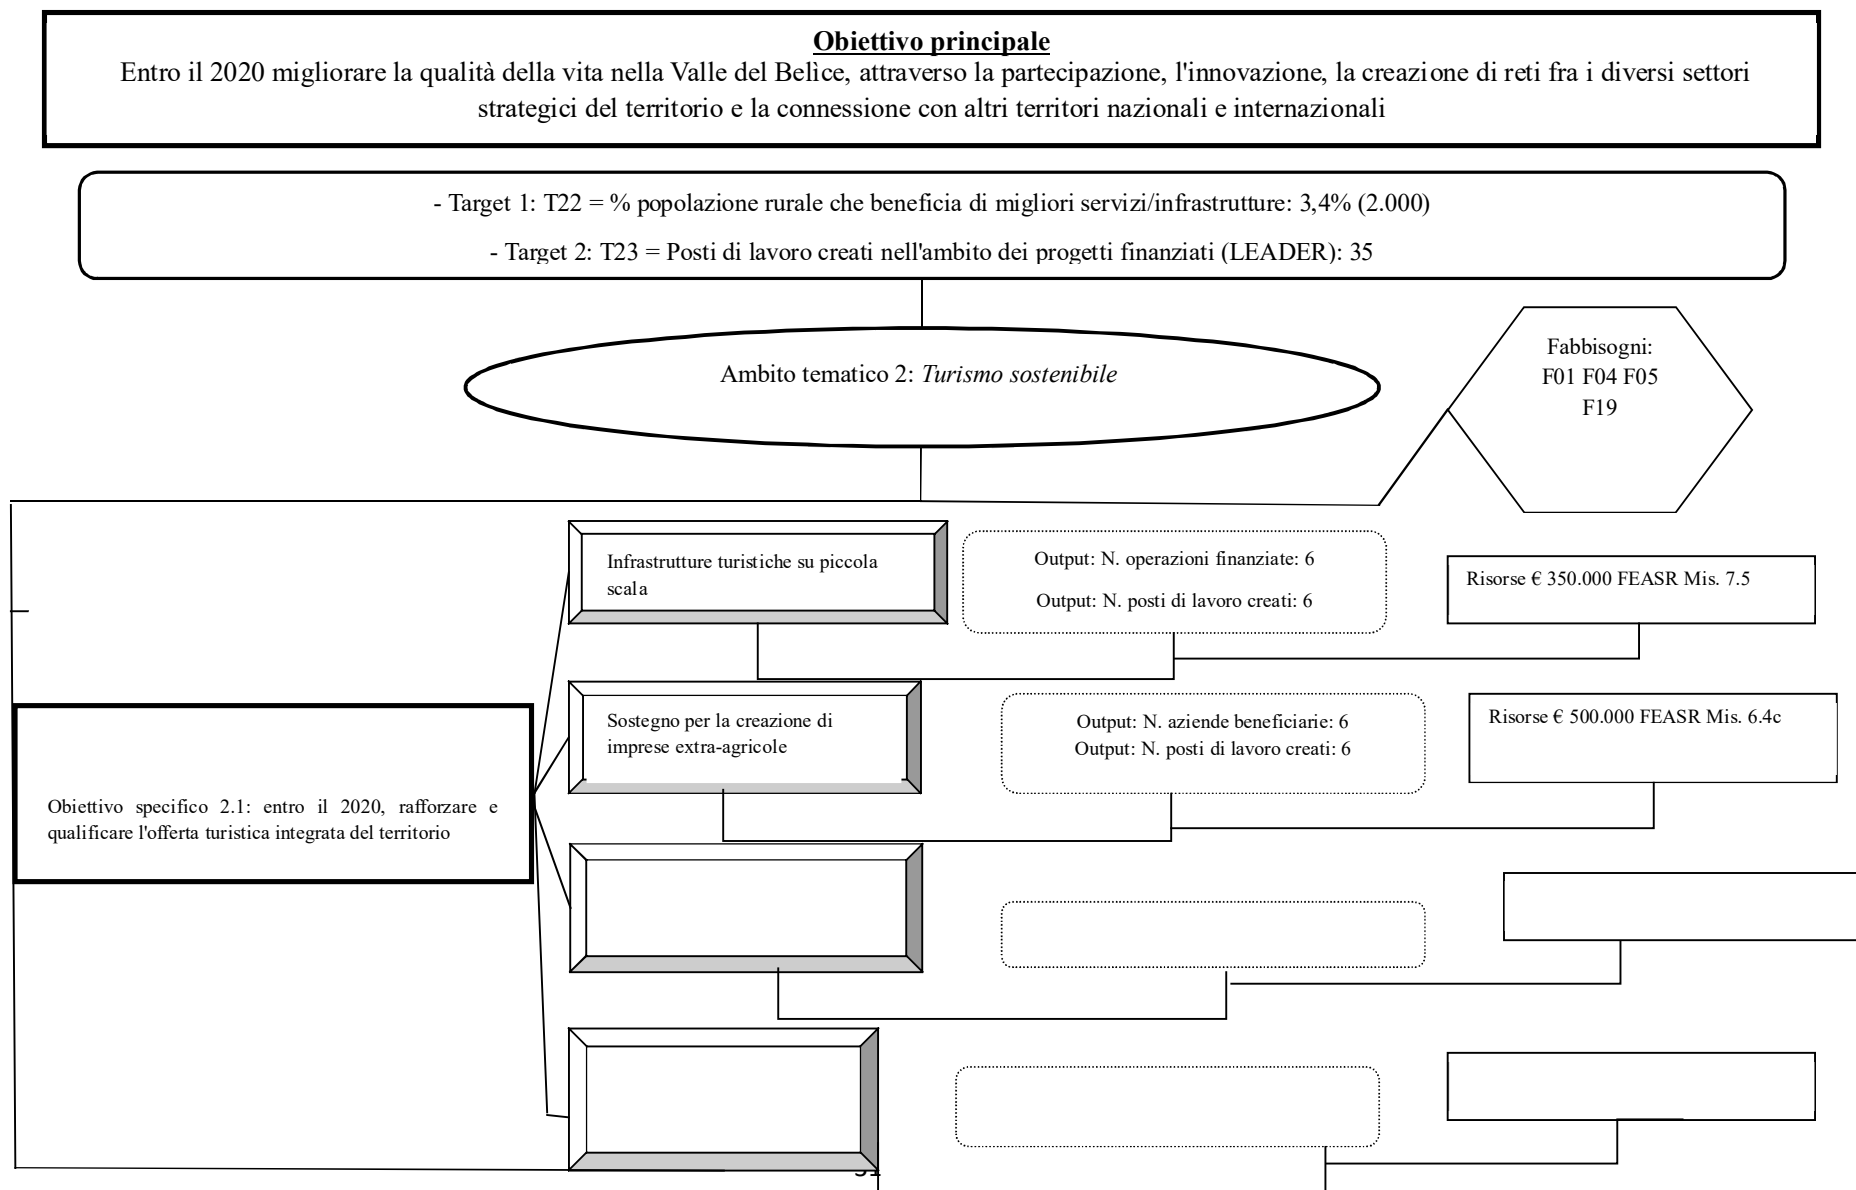 Obiettivo principale
Entro il 2020 migliorare la qualità della vita nella Valle del Belìce, attraverso la partecipazione, l'innovazione, la creazione di reti fra i diversi settori
strategici del territorio e la connessione con altri territori nazionali e internazionali
- Target 1: T22 = % popolazione rurale che beneficia di migliori servizi/infrastrutture: 3,4% (2.000)
- Target 2: T23 = Posti di lavoro creati nell'ambito dei progetti finanziati (LEADER): 35
Ambito tematico 2: Turismo sostenibile
Fabbisogni:
F01 F04 F05
F19
Infrastrutture turistiche su piccola
scala
Output: N. operazioni finanziate: 6
Output: N. posti di lavoro creati: 6
Risorse € 350.000 FEASR Mis. 7.5
Sostegno per la creazione di
imprese extra-agricole
Output: N. aziende beneficiarie: 6
Output: N. posti di lavoro creati: 6
Risorse € 500.000 FEASR Mis. 6.4c
Obiettivo specifico 2.1: entro il 2020, rafforzare e
qualificare l'offerta turistica integrata del territorio